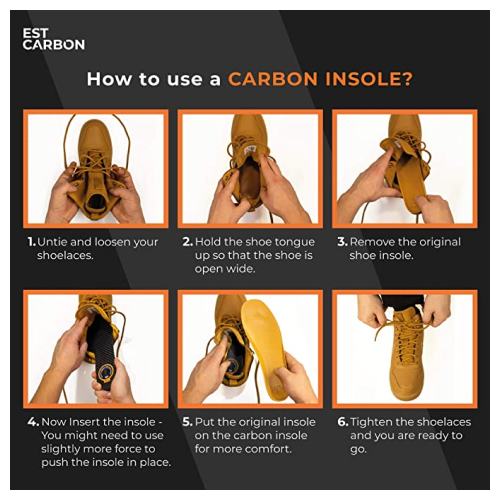 EST
CARBON
How to use a CARBON INSOLE?
1. Untie and loosen your
shoelaces.
2. Hold the shoe tongue
up so that the shoe is
open wide.
3. Remove the original
shoe insole.
4. Now Insert the insole -
You might need to use
slightly more force to
push the insole in place.
5. Put the original insole
on the carbon insole
for more comfort.
6. Tighten the shoelaces
and you are ready to
go.